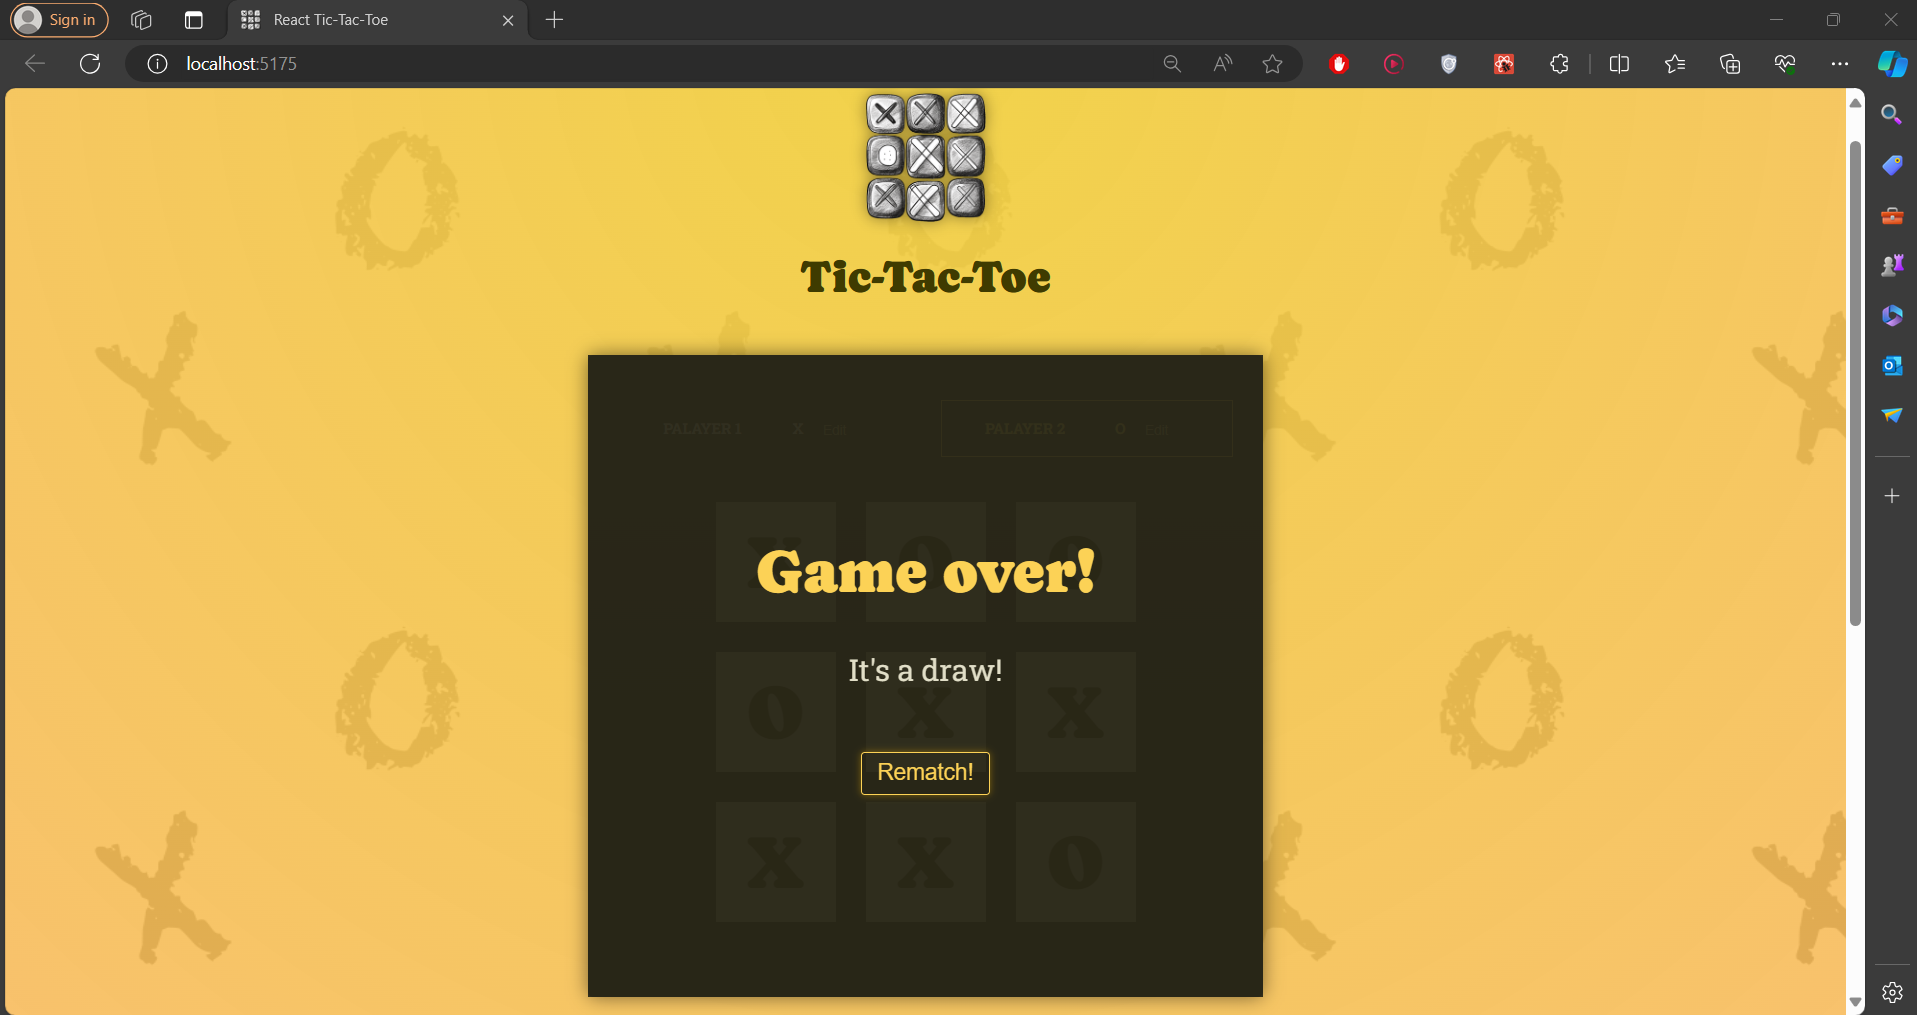 Sign in
React Tic-Tac-Toe
localhost:5175
Tic-Tac-Toe
PALAYER 1 X Edit PALAYER 2 O Edit
X O O
Game over!
It's a draw!
O X X
Rematch!
X X O